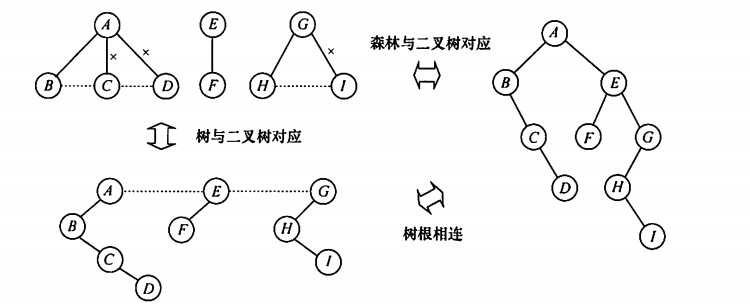 A E G
× × ×
B C D F H I
森林与二叉树对应
A
B E
C F G
D H
I
树与二叉树对应
A E G
B F H
C I
D
树根相连